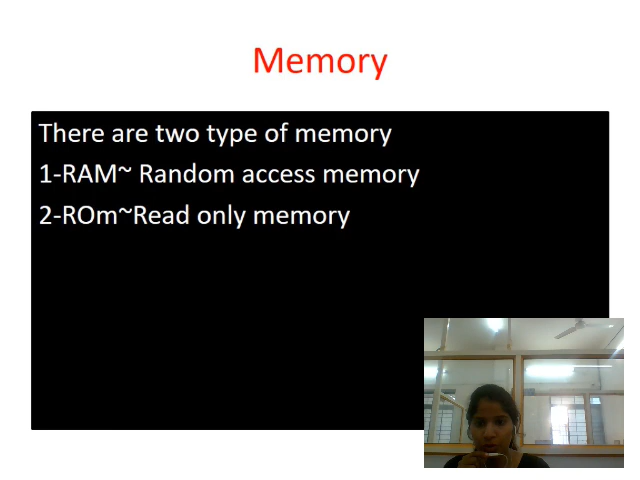 Memory
There are two type of memory
1-RAM~ Random access memory
2-ROm~Read only memory